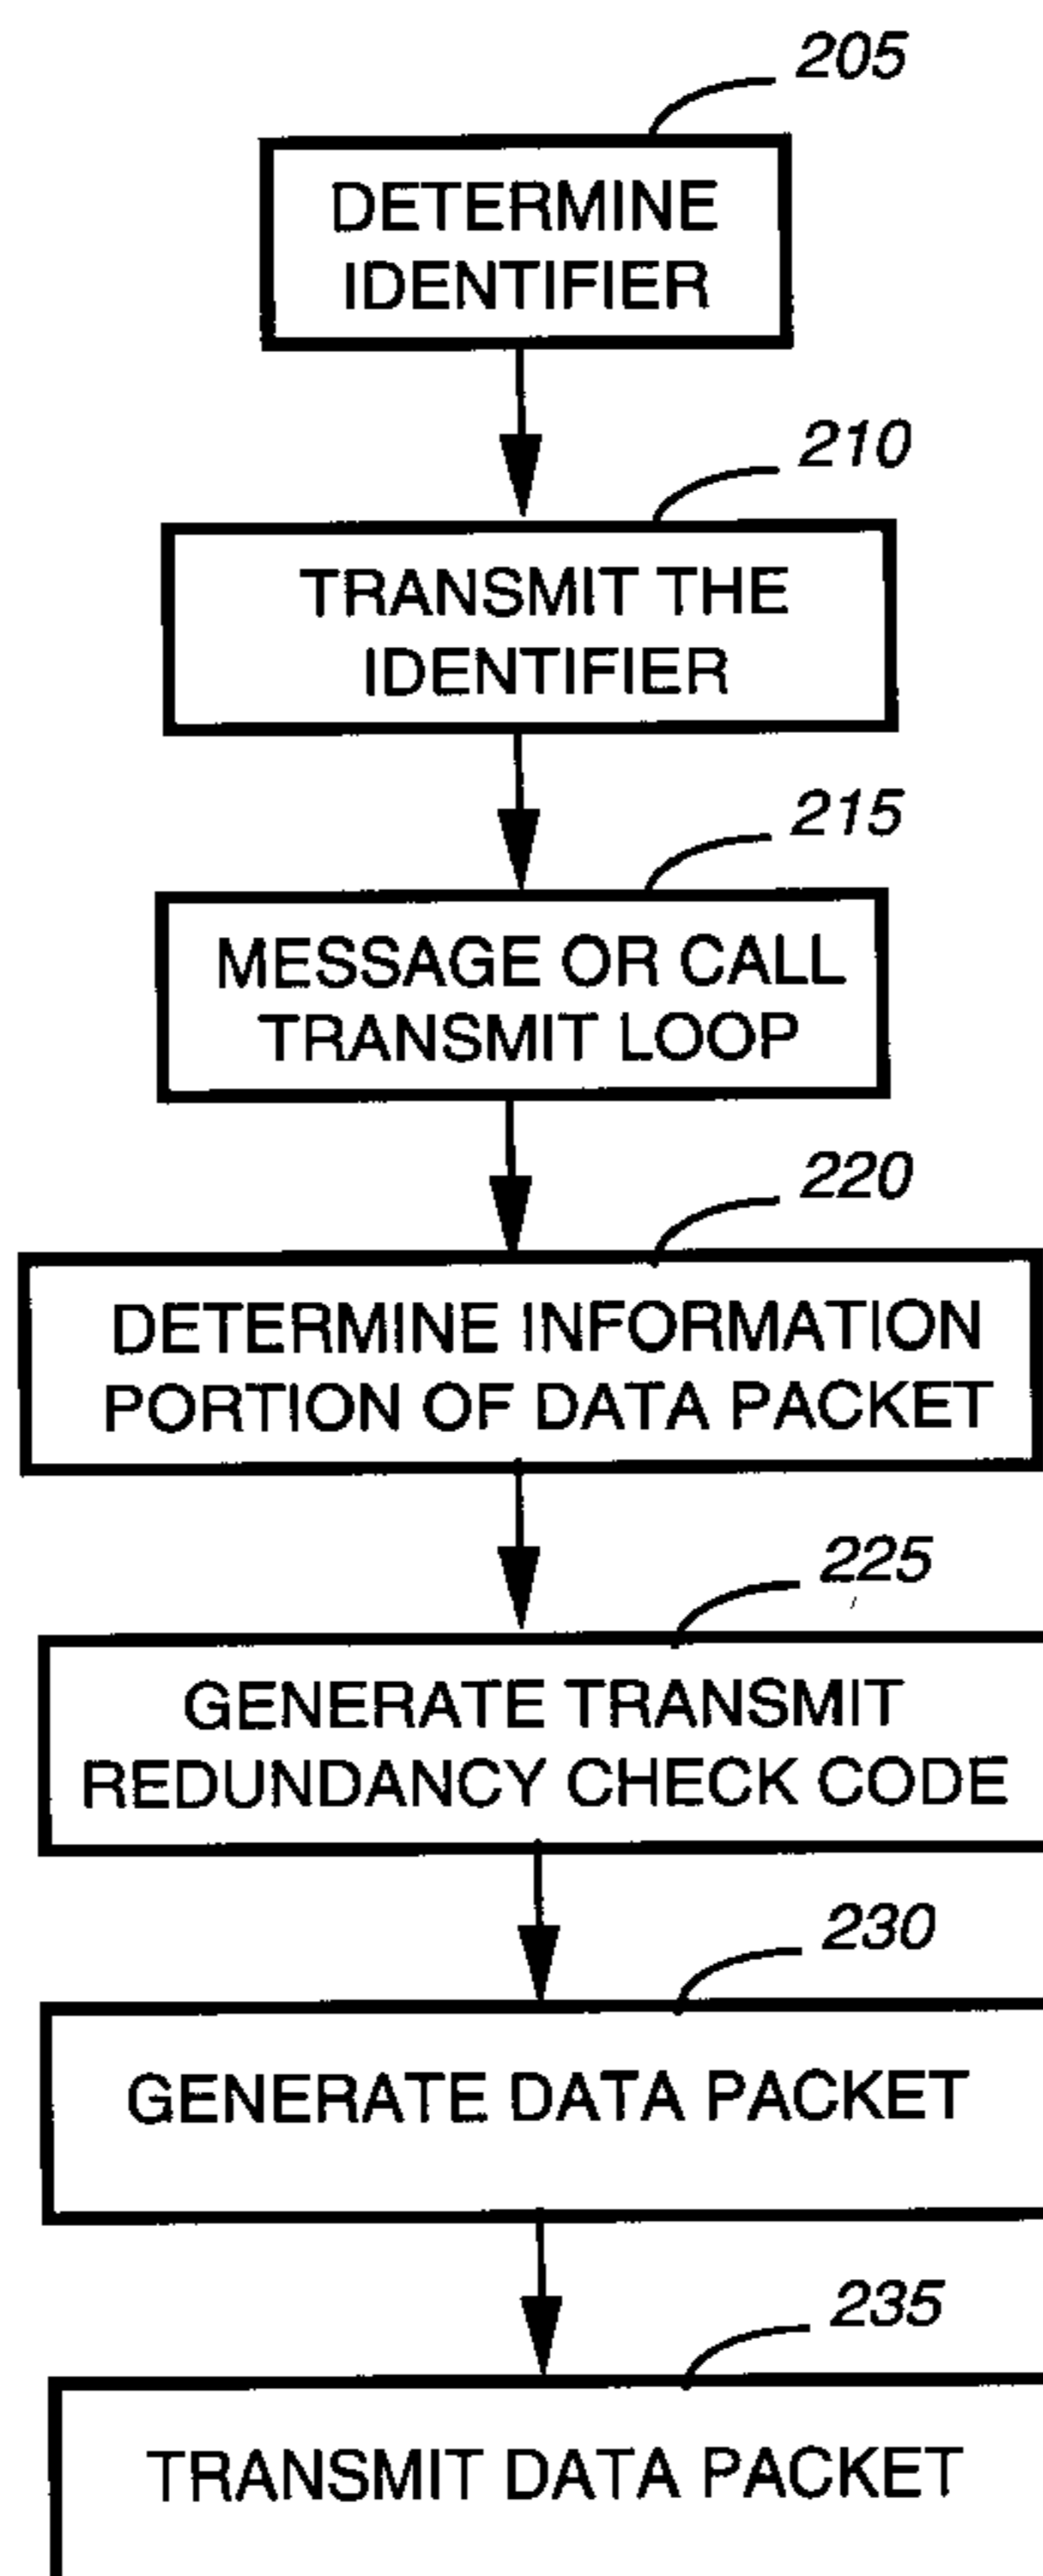 205
DETERMINE
IDENTIFIER
210
TRANSMIT THE
IDENTIFIER
215
MESSAGE OR CALL
TRANSMIT LOOP
220
DETERMINE INFORMATION
PORTION OF DATA PACKET
225
GENERATE TRANSMIT
REDUNDANCY CHECK CODE
230
GENERATE DATA PACKET
235
TRANSMIT DATA PACKET